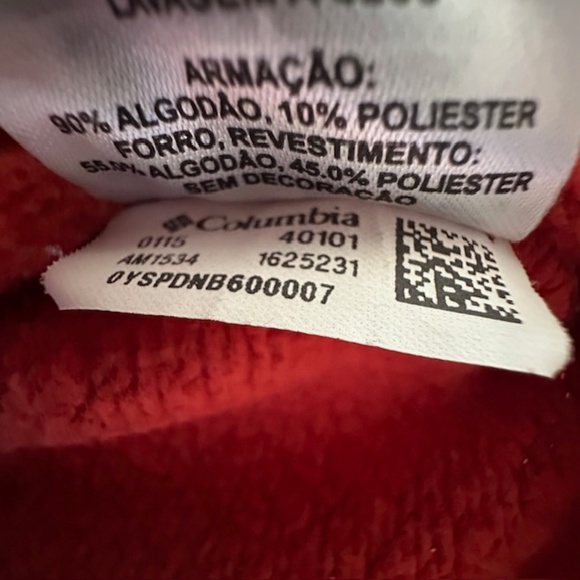 ARMAÇÃO:
90% ALGODÃO, 10% POLIESTER
FORRO, REVESTIMENTO:
55.0% ALGODÃO, 45.0% POLIESTER
SEM DECORAÇÃO
Columbia
0115 40101
AM1534 1625231
0YSPDNB600007